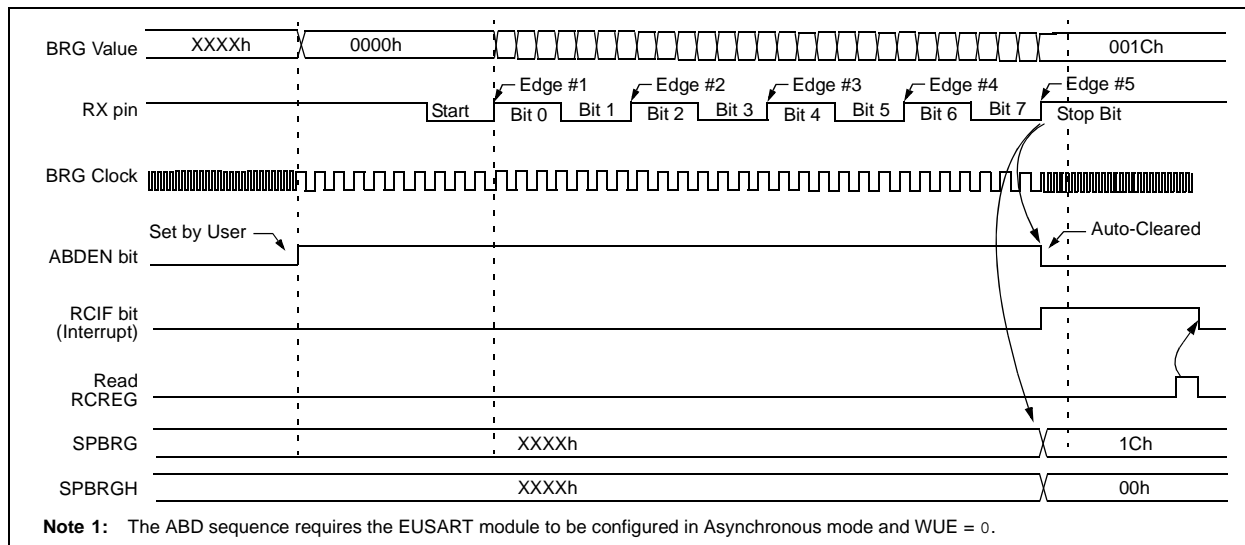 BRG Value XXXXh 0000h 001Ch
Edge #1 Edge #2 Edge #3 Edge #4 Edge #5
RX pin Start Bit 0 Bit 1 Bit 2 Bit 3 Bit 4 Bit 5 Bit 6 Bit 7 Stop Bit
BRG Clock
Set by User Auto-Cleared
ABDEN bit
RCIF bit
(Interrupt)
Read
RCREG
SPBRG XXXXh 1Ch
SPBRGH XXXXh 00h
Note 1: The ABD sequence requires the EUSART module to be configured in Asynchronous mode and WUE = 0.